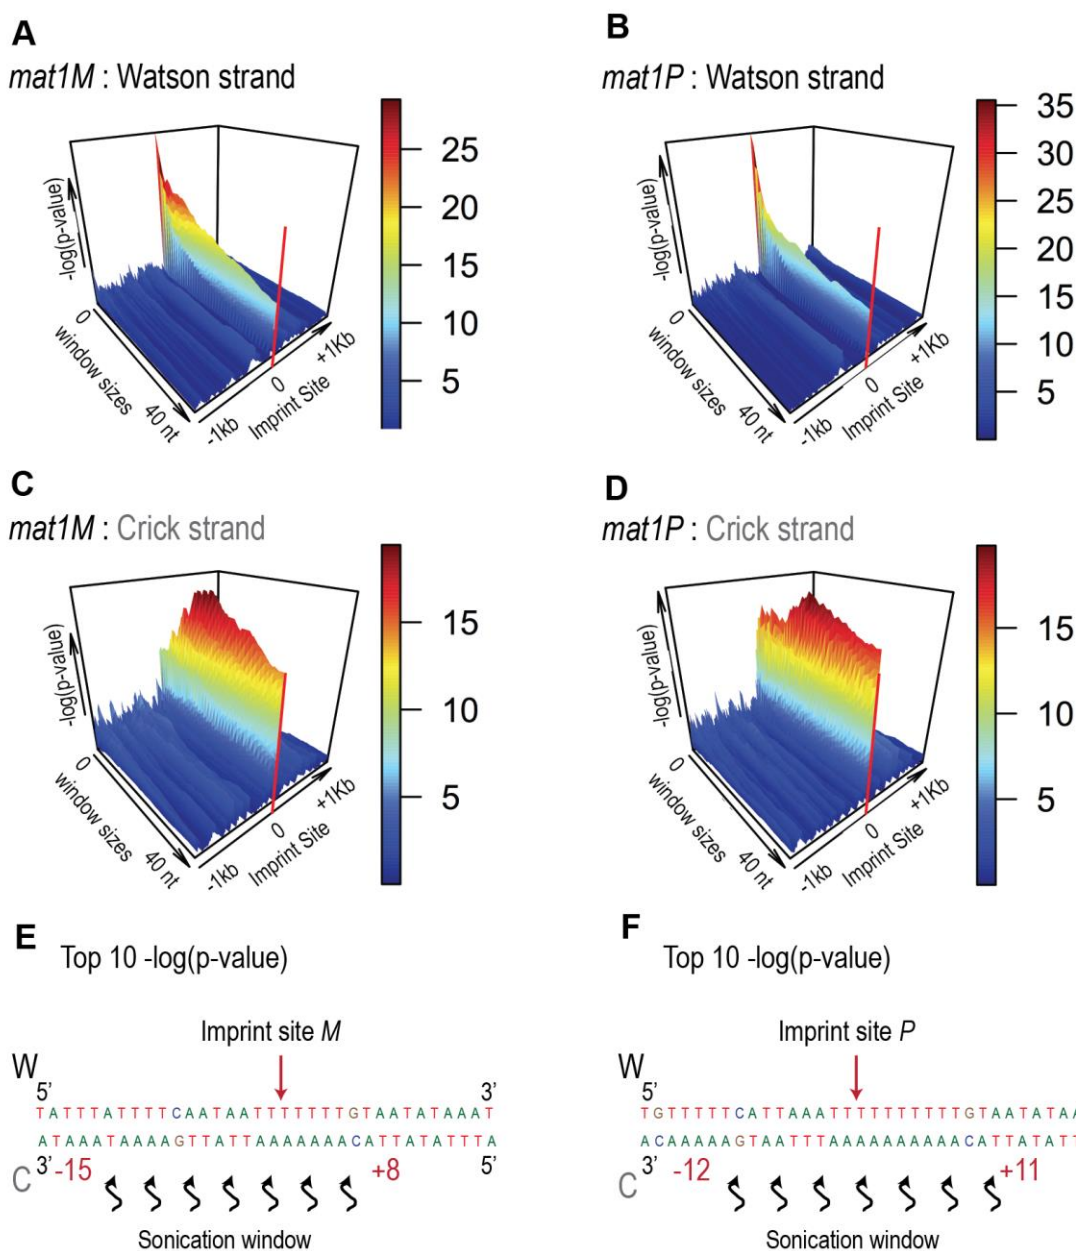 A
mat1M : Watson strand
25
20
15
10
5
-log(p-value)
0
window sizes
40 nt
-1kb
Imprint Site
0
+1Kb
B
mat1P : Watson strand
35
30
25
20
15
10
5
-log(p-value)
0
window sizes
40 nt
-1kb
Imprint Site
0
+1Kb
C
mat1M : Crick strand
15
10
5
-log(p-value)
0
window sizes
40 nt
-1kb
Imprint Site
0
+1Kb
D
mat1P : Crick strand
15
10
5
-log(p-value)
0
window sizes
40 nt
-1kb
Imprint Site
0
+1Kb
E
Top 10 -log(p-value)
Imprint site M
W
5' 3'
TATTTATTTTCAATAATTTTTTTGTAATATAAAT
ATAAATAAAAGTTATTAAAAAAACATTATATTTA
C 3' -15 +8 5'
Sonication window
F
Top 10 -log(p-value)
Imprint site P
W
5'
TGTTTTTCATTAAATTTTTTTTTTGTAATATAA
ACAAAAAGTAATTTAAAAAAAAAACATTATATT
C 3' -12 +11
Sonication window